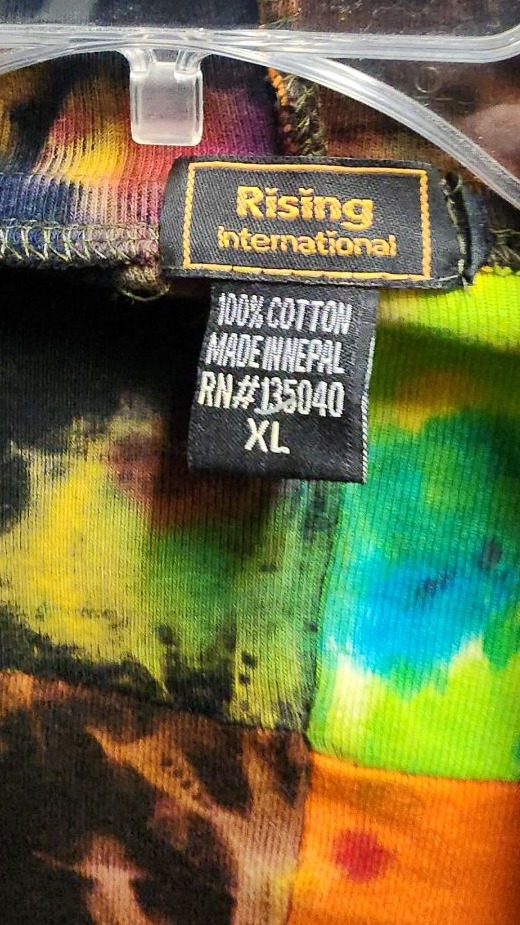 Rising
International
100% COTTON
MADE IN NEPAL
RN#135040
XL